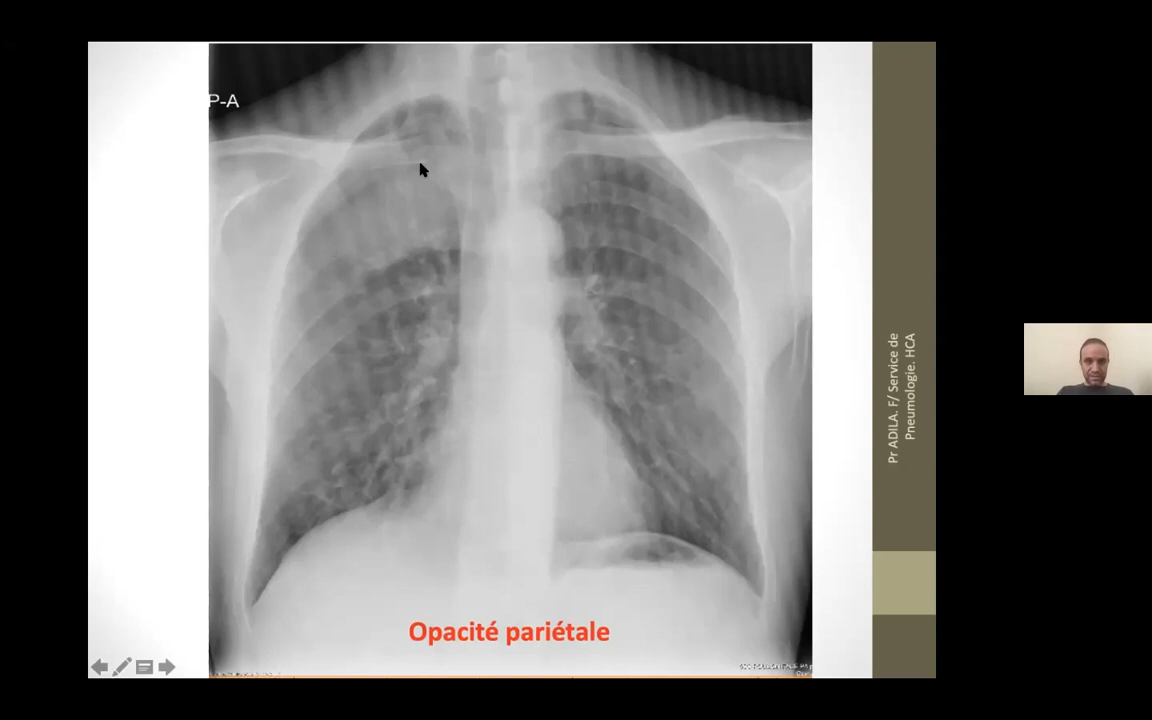 P-A
Pr ADILA. F/ Service de
Pneumologie. HCA
Opacité pariétale